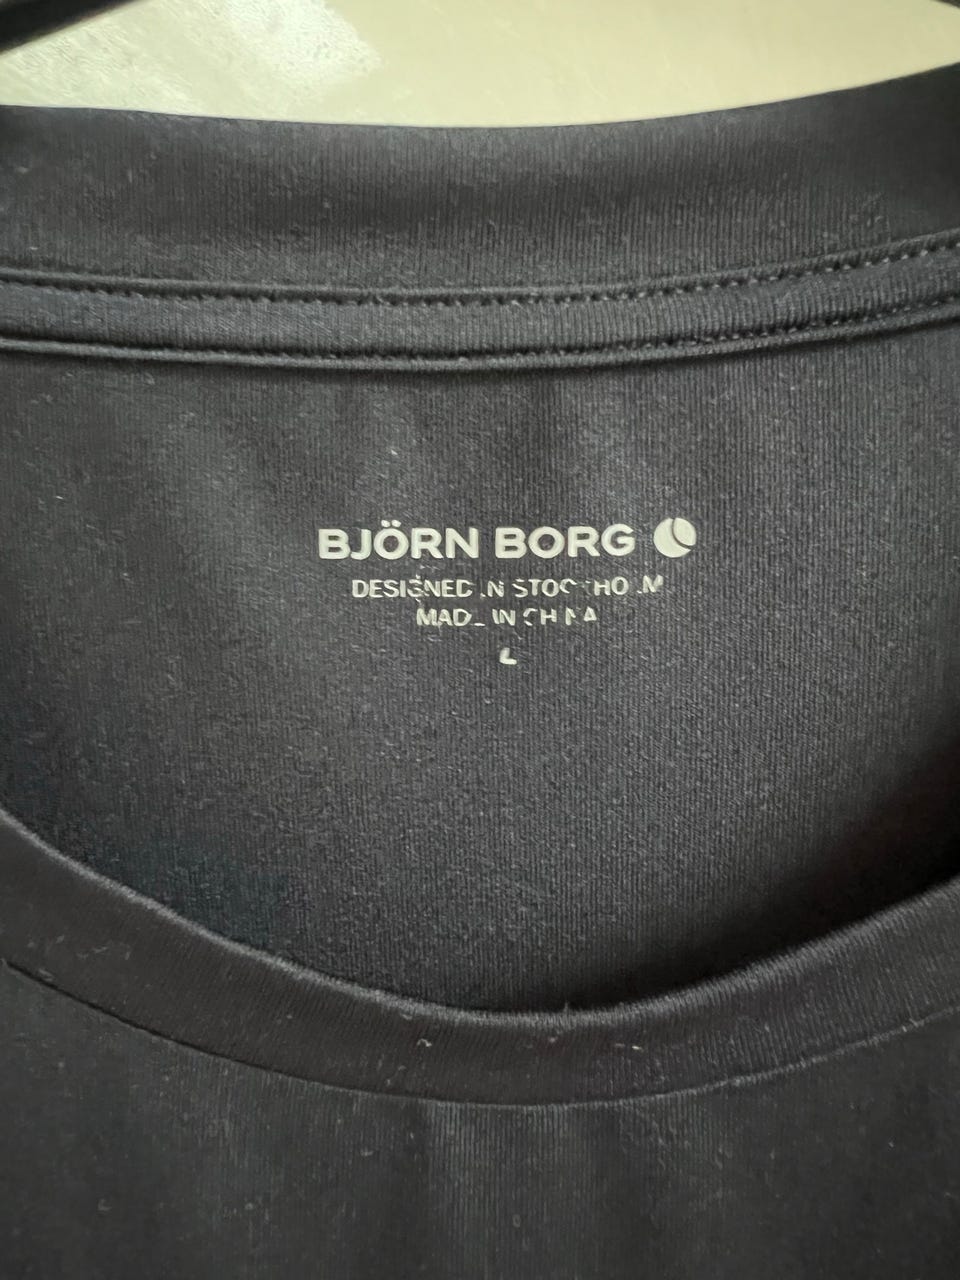 BJÖRN BORG
DESIGNED IN STOCKHOLM
MADE IN CHINA
L